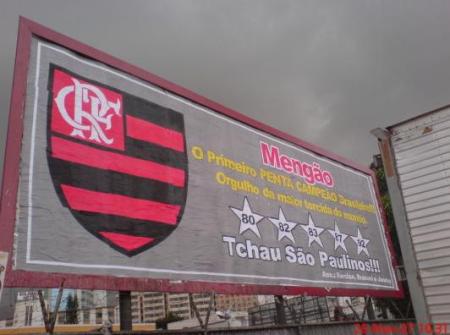 CRF
Mengão
O Primeiro PENTA CAMPEÃO Brasileiro!!!
Orgulho da maior torcida do mundo.
80 82 83 87 92
Tchau São Paulinos!!!